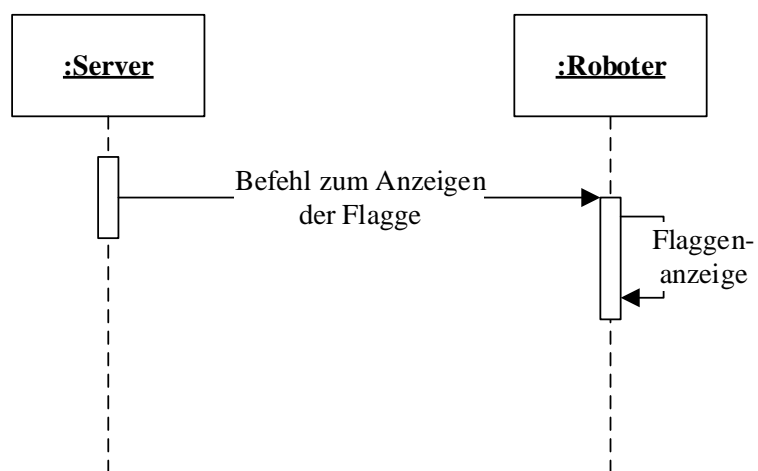 :Server
:Roboter
Befehl zum Anzeigen
der Flagge
Flaggen-
anzeige